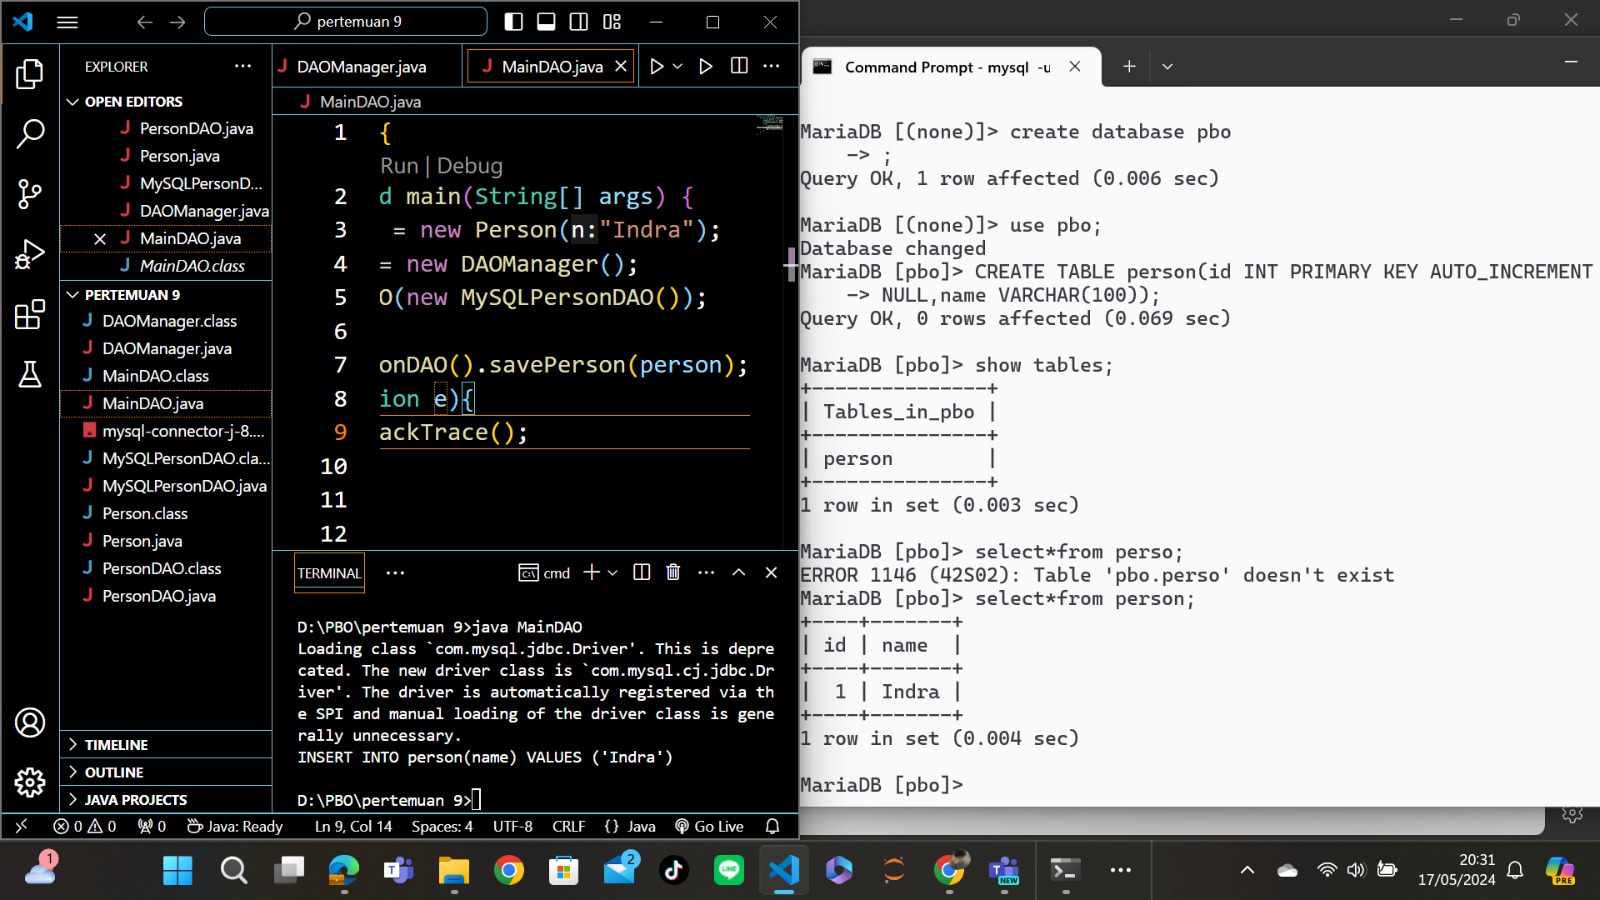 pertemuan 9
EXPLORER
OPEN EDITORS
PersonDAO.java
Person.java
MySQLPersonD...
DAOManager.java
MainDAO.java
MainDAO.class
PERTEMUAN 9
DAOManager.class
DAOManager.java
MainDAO.class
MainDAO.java
mysql-connector-j-8....
MySQLPersonDAO.cla...
MySQLPersonDAO.java
Person.class
Person.java
PersonDAO.class
PersonDAO.java
TIMELINE
OUTLINE
JAVA PROJECTS
DAOManager.java
MainDAO.java
MainDAO.java
1 {
Run | Debug
2 d main(String[] args) {
3 = new Person(n:"Indra");
4 = new DAOManager();
5 O(new MySQLPersonDAO());
6
7 onDAO().savePerson(person);
8 ion e){
9 ackTrace();
10
11
12
TERMINAL
cmd
D:\PBO\pertemuan 9>java MainDAO
Loading class `com.mysql.jdbc.Driver'. This is depre
cated. The new driver class is `com.mysql.cj.jdbc.Dr
iver'. The driver is automatically registered via th
e SPI and manual loading of the driver class is gene
rally unnecessary.
INSERT INTO person(name) VALUES ('Indra')
D:\PBO\pertemuan 9>
0 0 0 Java: Ready Ln 9, Col 14 Spaces: 4 UTF-8 CRLF {} Java Go Live
Command Prompt - mysql -u
MariaDB [(none)]> create database pbo
-> ;
Query OK, 1 row affected (0.006 sec)
MariaDB [(none)]> use pbo;
Database changed
MariaDB [pbo]> CREATE TABLE person(id INT PRIMARY KEY AUTO_INCREMENT
-> NULL,name VARCHAR(100));
Query OK, 0 rows affected (0.069 sec)
MariaDB [pbo]> show tables;
+---------------+
| Tables_in_pbo |
+---------------+
| person |
+---------------+
1 row in set (0.003 sec)
MariaDB [pbo]> select*from perso;
ERROR 1146 (42S02): Table 'pbo.perso' doesn't exist
MariaDB [pbo]> select*from person;
+----+-------+
| id | name |
+----+-------+
| 1 | Indra |
+----+-------+
1 row in set (0.004 sec)
MariaDB [pbo]>
1
2
LINE
NEW
20:31
17/05/2024
PRE